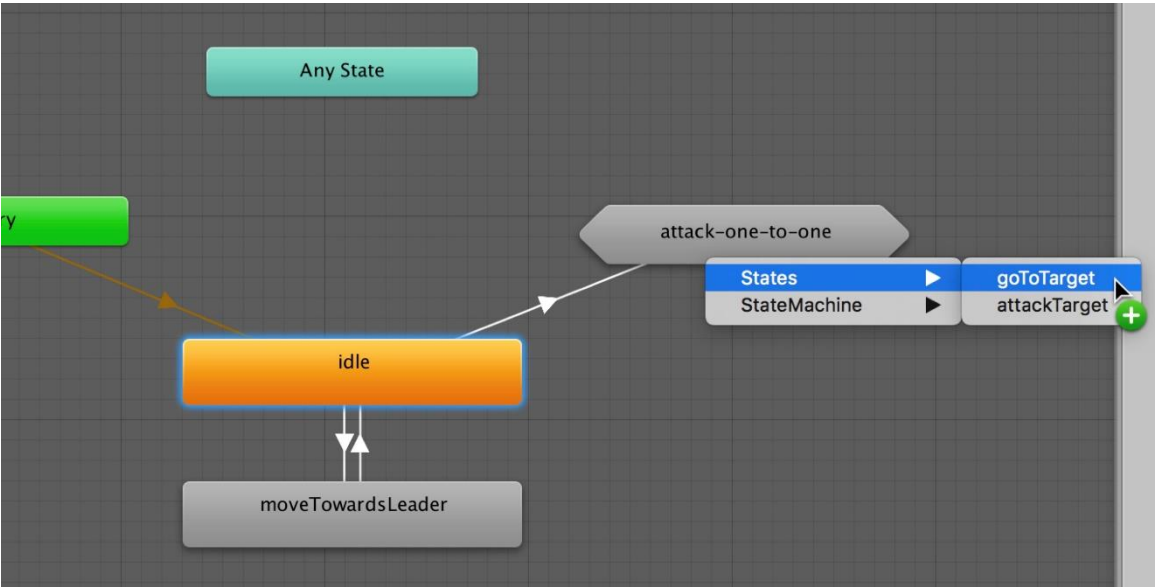 Any State
ry
attack-one-to-one
States
goToTarget
StateMachine
attackTarget
idle
moveTowardsLeader